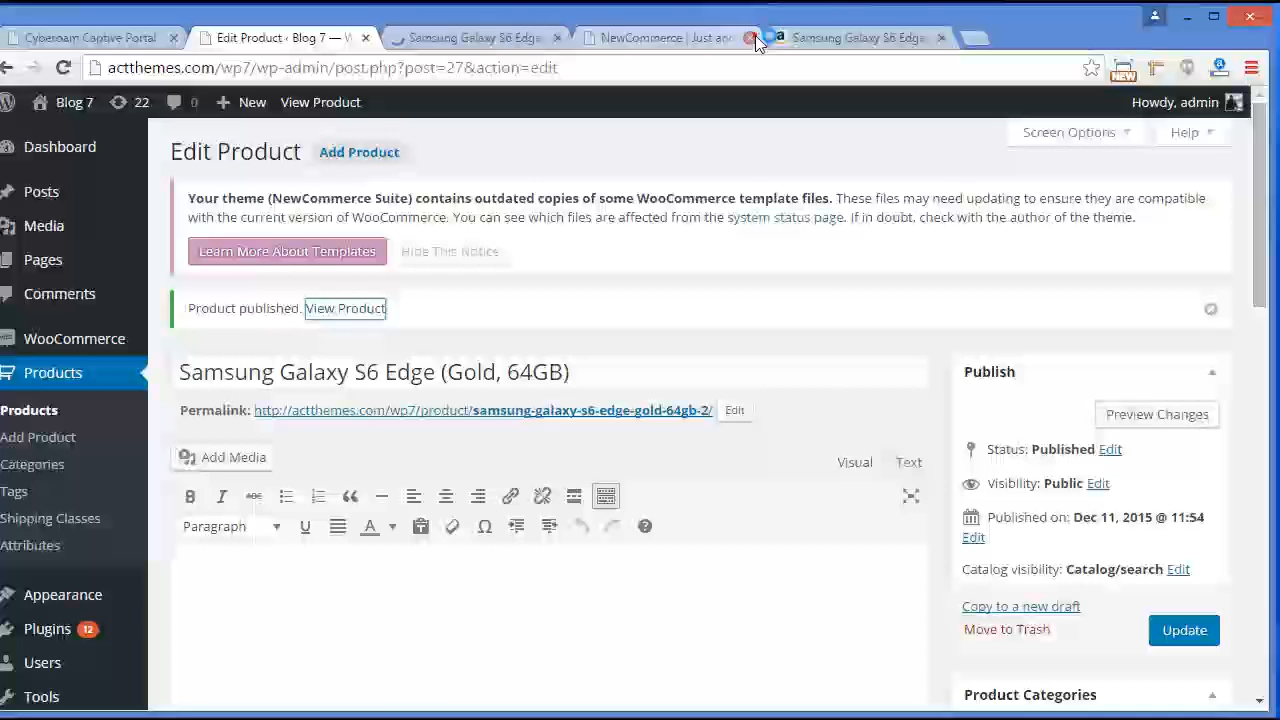 Cyberoam Captive Portal
Edit Product ‹ Blog 7 — W
Samsung Galaxy S6 Edge
NewCommerce | Just ano
a
Samsung Galaxy S6 Edge
actthemes.com/wp7/wp-admin/post.php?post=27&action=edit
NEW
Blog 7
22
0
New
View Product
Howdy, admin
Dashboard
Posts
Media
Pages
Comments
WooCommerce
Products
Products
Add Product
Categories
Tags
Shipping Classes
Attributes
Appearance
Plugins 12
Users
Tools
Screen Options
Help
Edit Product Add Product
Your theme (NewCommerce Suite) contains outdated copies of some WooCommerce template files. These files may need updating to ensure they are compatible
with the current version of WooCommerce. You can see which files are affected from the system status page. If in doubt, check with the author of the theme.
Learn More About Templates
Hide This Notice
Product published. View Product
Samsung Galaxy S6 Edge (Gold, 64GB)
Permalink: http://actthemes.com/wp7/product/samsung-galaxy-s6-edge-gold-64gb-2/ Edit
Add Media
Visual
Text
B I ABC
Paragraph U A Ω
Publish
Preview Changes
Status: Published Edit
Visibility: Public Edit
Published on: Dec 11, 2015 @ 11:54
Edit
Catalog visibility: Catalog/search Edit
Copy to a new draft
Move to Trash
Update
Product Categories